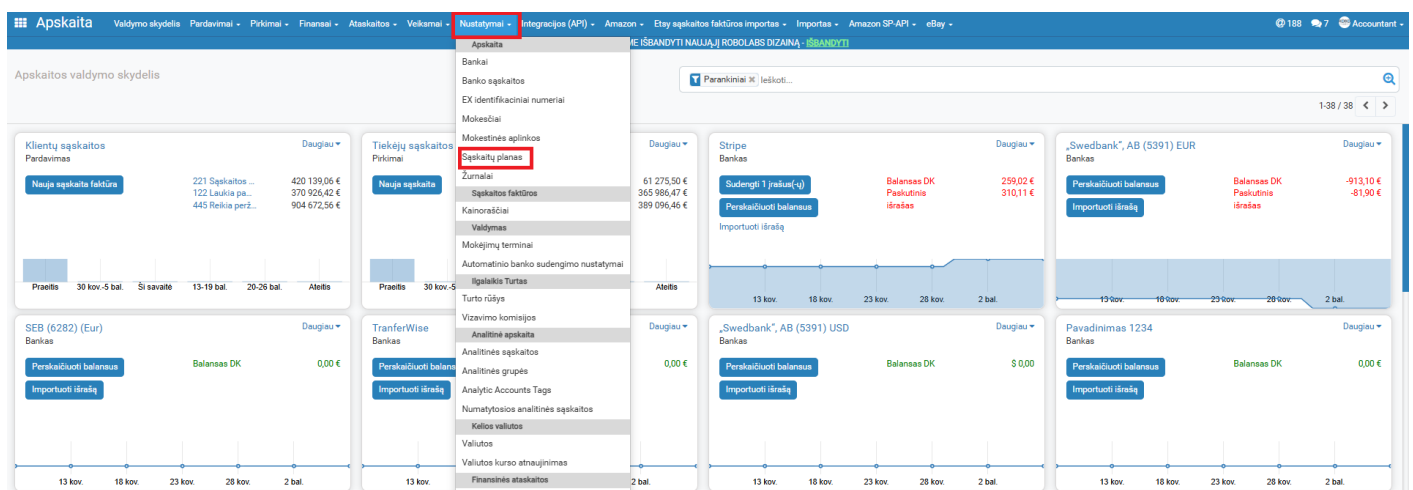 Apskaita Valdymo skydelis Pardavimai Pirkimai Finansai Ataskaitos Veiksmai Nustatymai Integracijos (API) Amazon Etsy sąskaitos faktūros importas Importas Amazon SP-API eBay @ 188 7 Accountant
IŠBANDYTI NAUJĄJĮ ROBOLABS DIZAINĄ - IŠBANDYTI
Apskaitos valdymo skydelis
Parankiniai Ieškoti...
1-38 / 38
Apskaita
Bankai
Banko sąskaitos
EX identifikaciniai numeriai
Mokesčiai
Mokestinės aplinkos
Sąskaitų planas
Žurnalai
Sąskaitos faktūros
Kainoraščiai
Valdymas
Mokėjimų terminai
Automatinio banko sudengimo nustatymai
Ilgalaikis Turtas
Turto rūšys
Vizavimo komisijos
Analitinė apskaita
Analitinės sąskaitos
Analitinės grupės
Analytic Accounts Tags
Numatytosios analitinės sąskaitos
Kelios valiutos
Valiutos
Valiutos kurso atnaujinimas
Finansinės ataskaitos
Klientų sąskaitos Daugiau
Pardavimas
Nauja sąskaita faktūra
221 Sąskaitos ... 420 139,06 €
122 Laukia pa... 370 926,42 €
445 Reikia perž... 904 672,56 €
Praeitis 30 kov.-5 bal. Ši savaitė 13-19 bal. 20-26 bal. Ateitis
Tiekėjų sąskaitos Daugiau
Pirkimai
Nauja sąskaita
61 275,50 €
365 986,47 €
389 096,46 €
Praeitis 30 kov.-5 Ateitis
Stripe Daugiau
Bankas
Sudengti 1 įrašus(-ų)
Perskaičiuoti balansus
Importuoti išrašą
Balansas DK 259,02 €
Paskutinis 310,11 €
išrašas
13 kov. 18 kov. 23 kov. 28 kov. 2 bal.
„Swedbank", AB (5391) EUR Daugiau
Bankas
Perskaičiuoti balansus
Importuoti išrašą
Balansas DK -913,10 €
Paskutinis -81,90 €
išrašas
13 kov. 18 kov. 23 kov. 28 kov. 2 bal.
SEB (6282) (Eur) Daugiau
Bankas
Perskaičiuoti balansus
Importuoti išrašą
Balansas DK 0,00 €
13 kov. 18 kov. 23 kov. 28 kov. 2 bal.
TranferWise Daugiau
Bankas
Perskaičiuoti balans
Importuoti išrašą
0,00 €
13 kov. 2 bal.
„Swedbank", AB (5391) USD Daugiau
Bankas
Perskaičiuoti balansus
Importuoti išrašą
Balansas DK $ 0,00
13 kov. 18 kov. 23 kov. 28 kov. 2 bal.
Pavadinimas 1234 Daugiau
Bankas
Perskaičiuoti balansus
Importuoti išrašą
Balansas DK 0,00 €
13 kov. 18 kov. 23 kov. 28 kov. 2 bal.